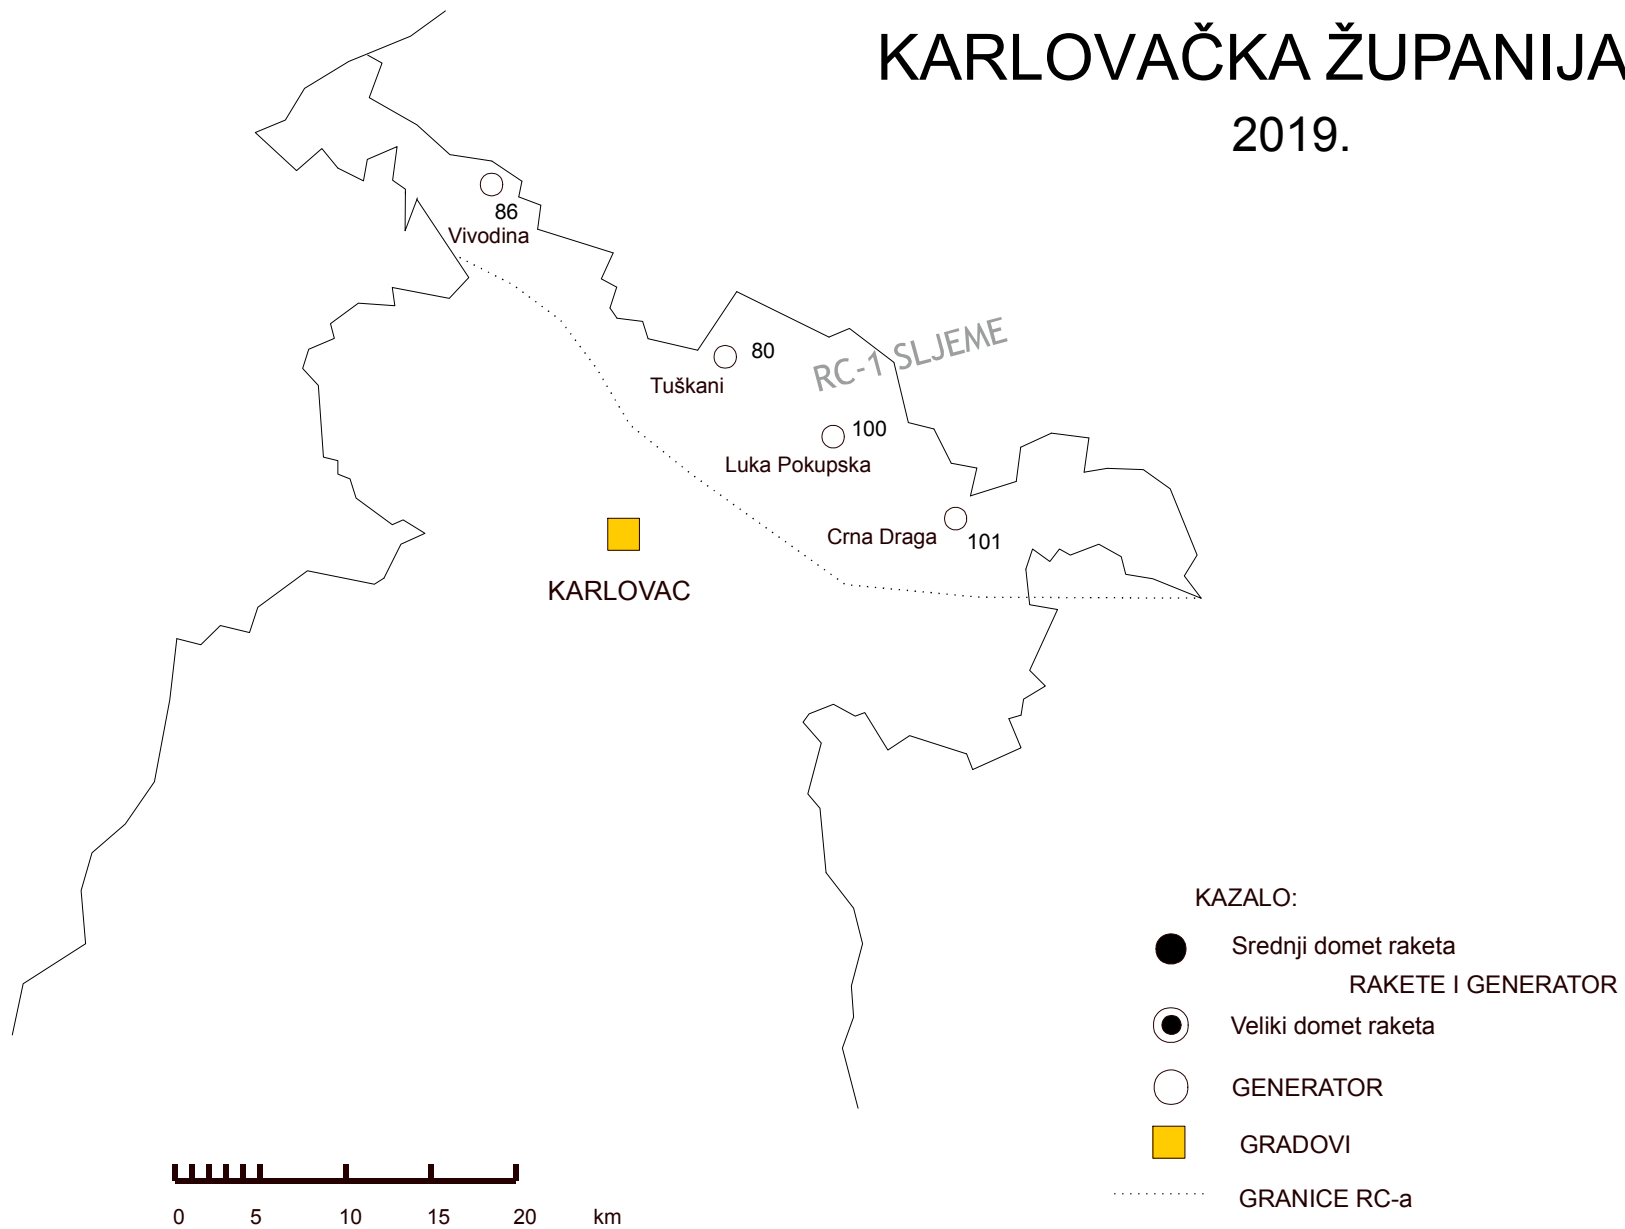 KARLOVAČKA ŽUPANIJA
2019.
86
Vivodina
80
Tuškani
RC-1 SLJEME
100
Luka Pokupska
Crna Draga
101
KARLOVAC
KAZALO:
Srednji domet raketa
RAKETE I GENERATOR
Veliki domet raketa
GENERATOR
GRADOVI
GRANICE RC-a
0 5 10 15 20 km